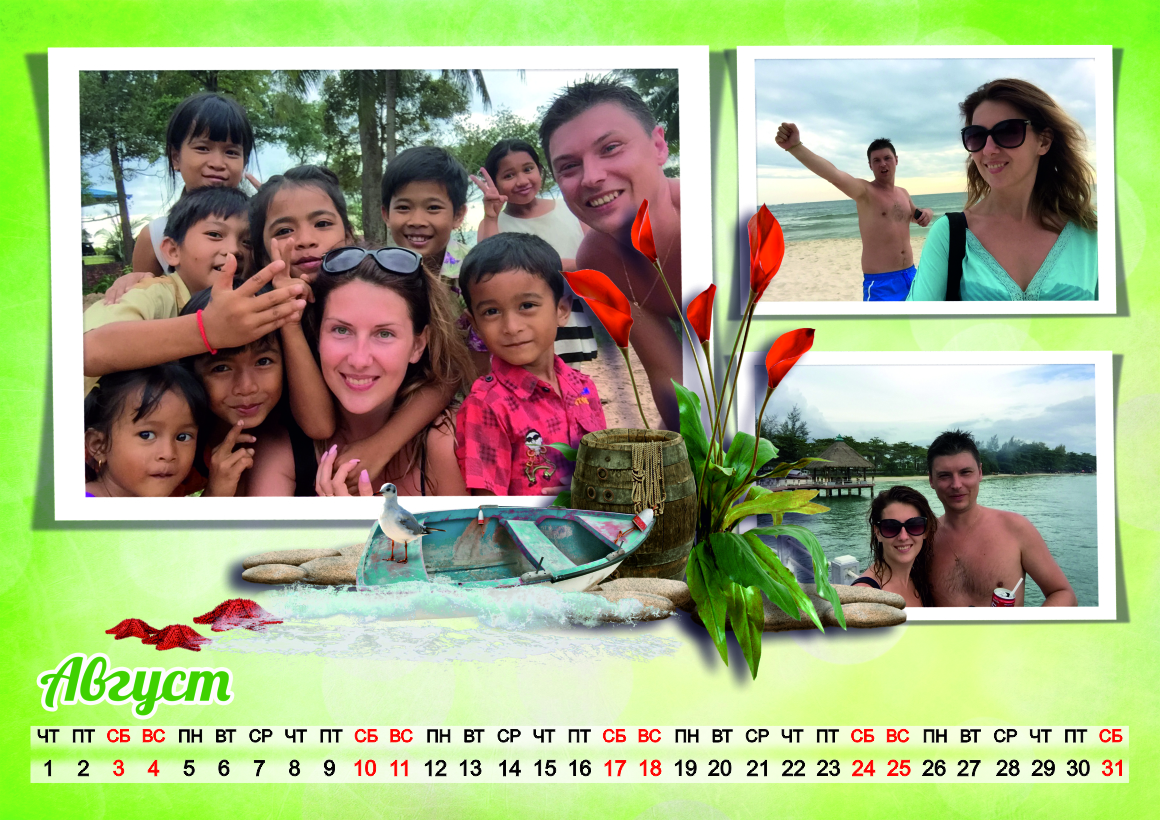 Август
ЧТ ПТ СБ ВС ПН ВТ СР ЧТ ПТ СБ ВС ПН ВТ СР ЧТ ПТ СБ ВС ПН ВТ СР ЧТ ПТ СБ ВС ПН ВТ СР ЧТ ПТ СБ
1 2 3 4 5 6 7 8 9 10 11 12 13 14 15 16 17 18 19 20 21 22 23 24 25 26 27 28 29 30 31